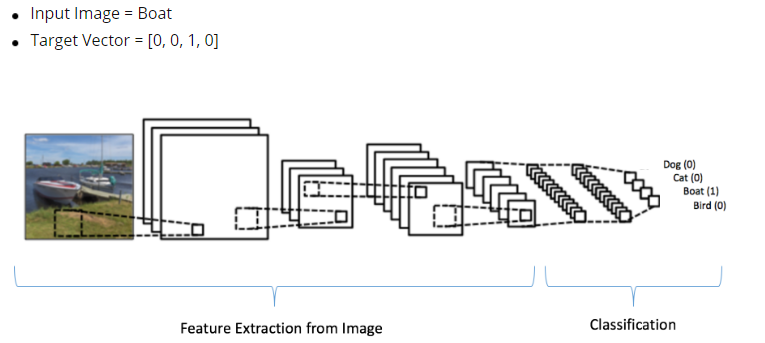 • Input Image = Boat
• Target Vector = [0, 0, 1, 0]
Dog (0)
Cat (0)
Boat (1)
Bird (0)
Feature Extraction from Image
Classification